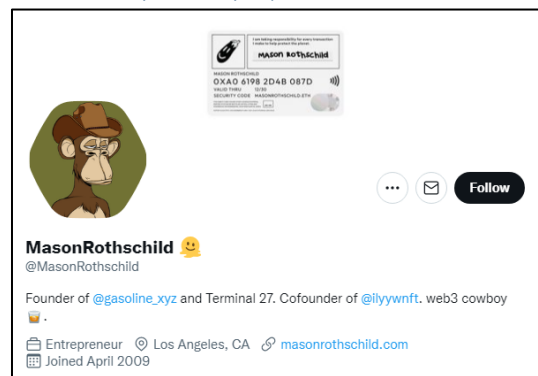 I am taking responsibility for every transaction
I make to help protect the planet.
MASON ROTHSCHILD
MASON ROTHSCHILD
0XA0 6198 2D4B 087D
VALID THRU 12/30
SECURITY CODE MASONROTHSCHILD.ETH
Follow
MasonRothschild
@MasonRothschild
Founder of @gasoline_xyz and Terminal 27. Cofounder of @ilyywnft. web3 cowboy
.
Entrepreneur Los Angeles, CA masonrothschild.com
Joined April 2009